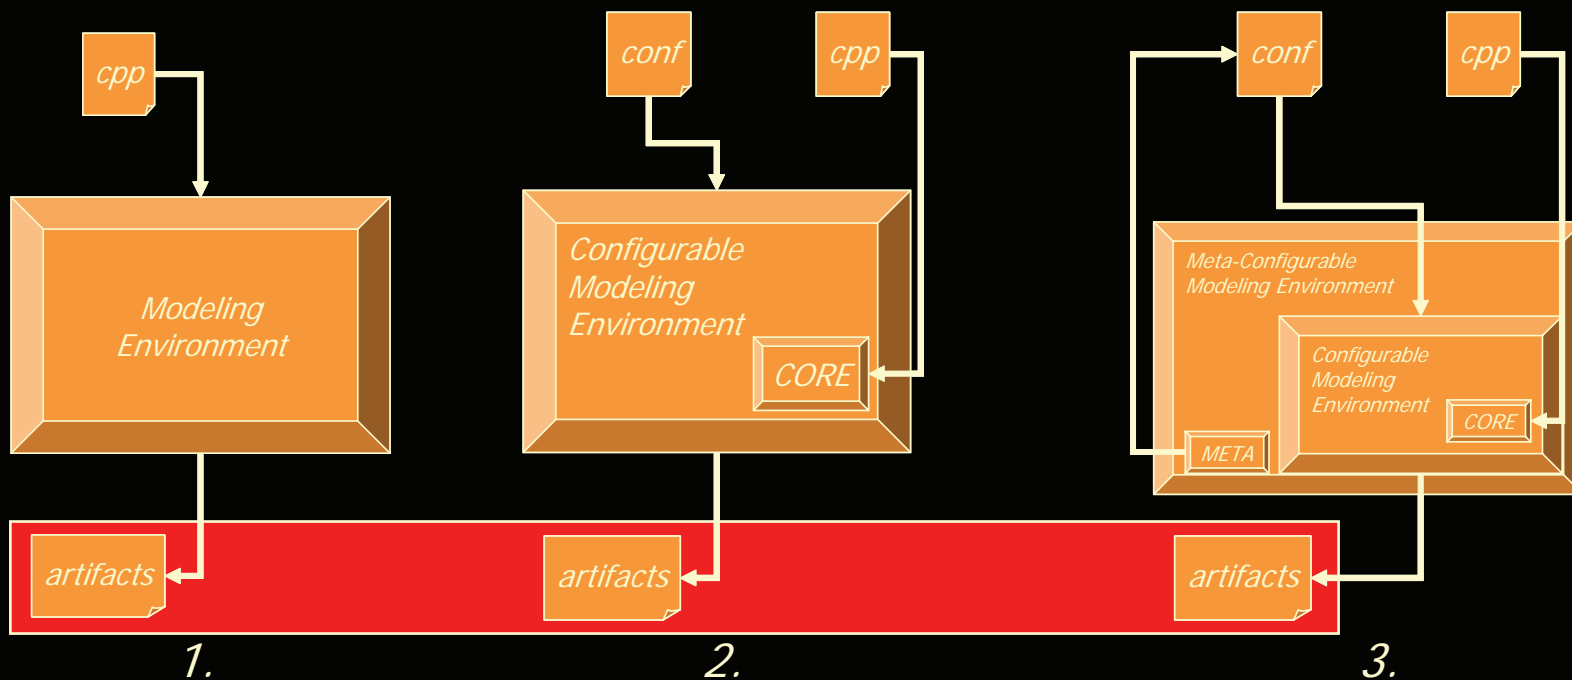 cpp
Modeling
Environment
artifacts
1.
conf
cpp
Configurable
Modeling
Environment
CORE
artifacts
2.
conf
cpp
Meta-Configurable
Modeling Environment
Configurable
Modeling
Environment
CORE
META
artifacts
3.